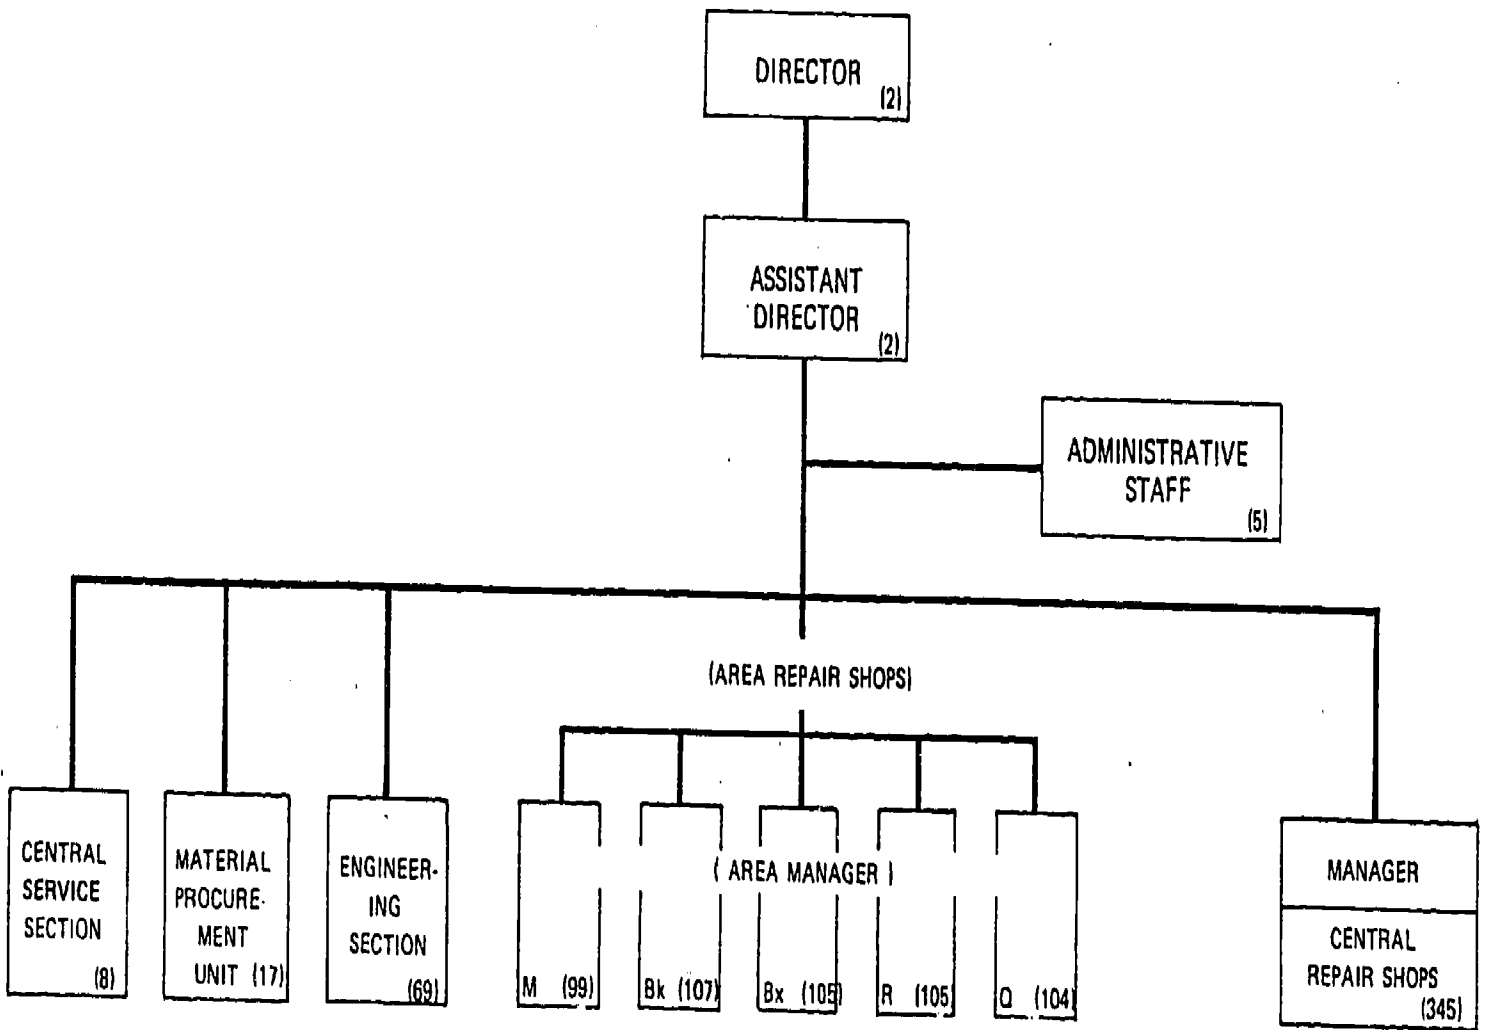 DIRECTOR
(2)
ASSISTANT
DIRECTOR
(2)
ADMINISTRATIVE
STAFF
(5)
(AREA REPAIR SHOPS)
CENTRAL
SERVICE
SECTION
(8)
MATERIAL
PROCURE-
MENT
UNIT (17)
ENGINEER-
ING
SECTION
(69)
( AREA MANAGER )
M (99)
Bk (107)
Bx (105)
R (105)
Q (104)
MANAGER
CENTRAL
REPAIR SHOPS
(345)